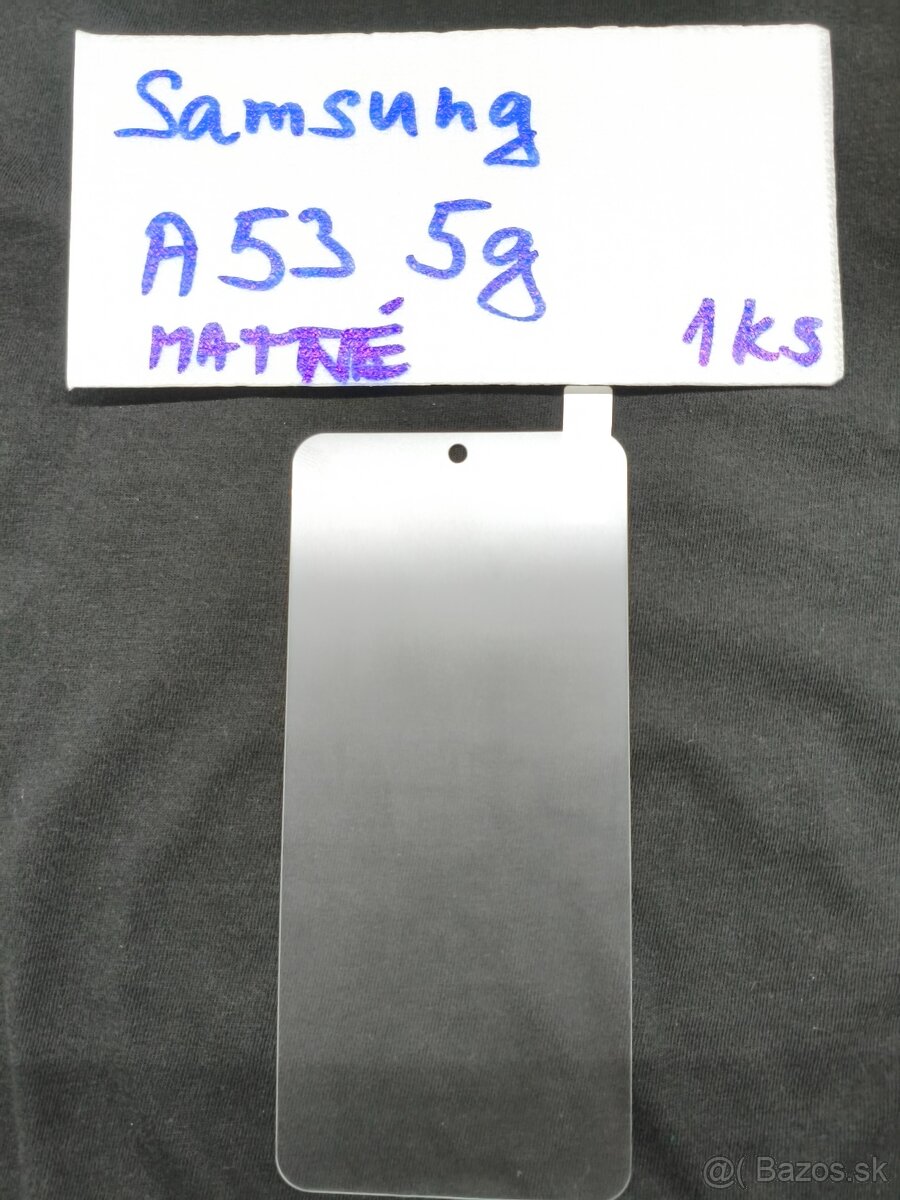 Samsung
A53 5g
MATNÉ 1ks
@( Bazos.sk